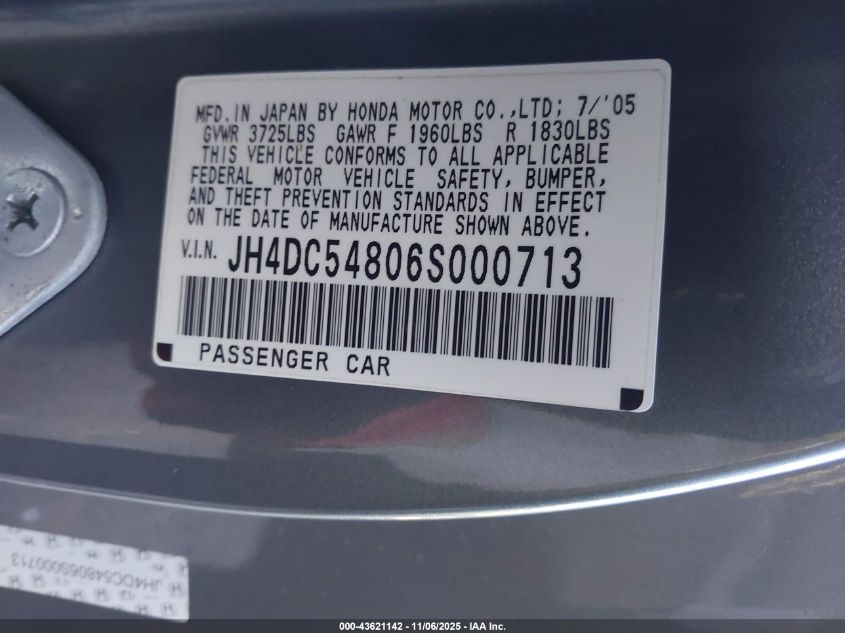 MFD. IN JAPAN BY HONDA MOTOR CO.,LTD; 7/'05
GVWR 3725LBS GAWR F 1960LBS R 1830LBS
THIS VEHICLE CONFORMS TO ALL APPLICABLE
FEDERAL MOTOR VEHICLE SAFETY, BUMPER,
AND THEFT PREVENTION STANDARDS IN EFFECT
ON THE DATE OF MANUFACTURE SHOWN ABOVE.
V.I.N. JH4DC54806S000713
PASSENGER CAR
JH4DC54806S000713
000-43621142 - 11/06/2025 - IAA Inc.